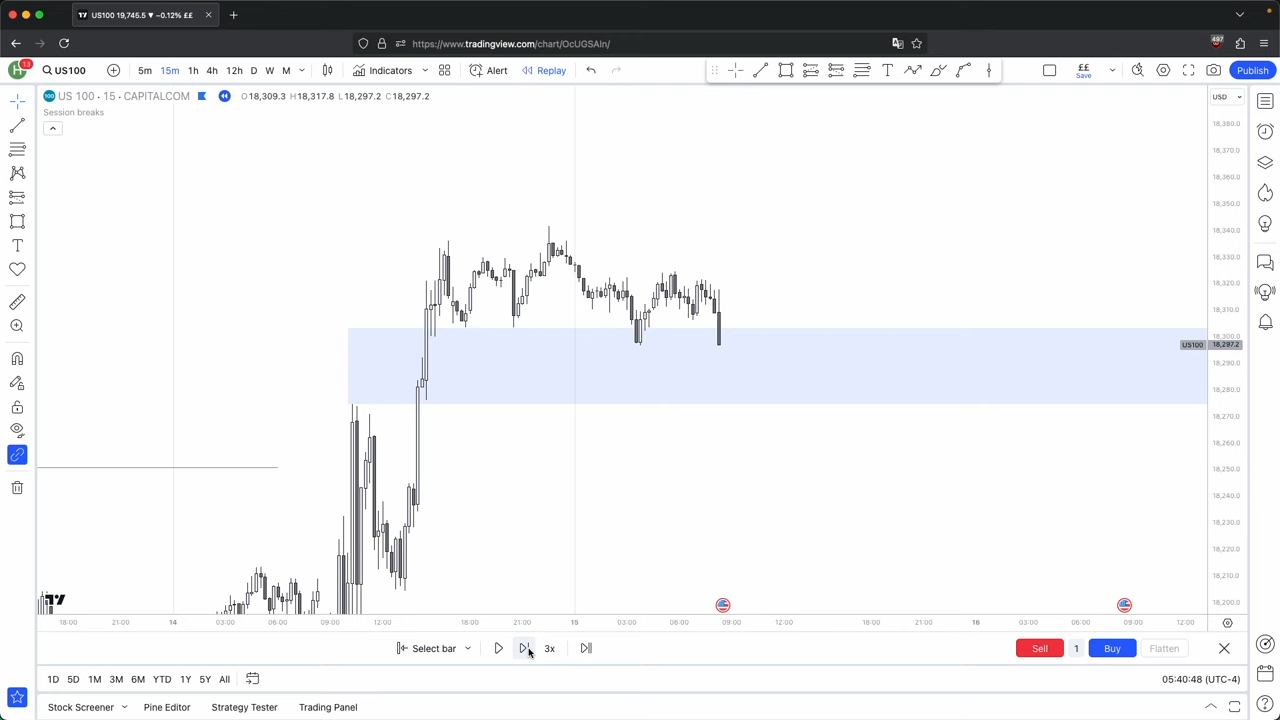 US100 19,745.5 ▼ −0.12% ££
https://www.tradingview.com/chart/OcUGSAIn/
497
13
US100
5m 15m 1h 4h 12h D W M
Indicators
Alert
Replay
££
Save
Publish
100 US 100 · 15 · CAPITALCOM O18,309.3 H18,317.8 L18,297.2 C18,297.2
Session breaks
USD
18,380.0
18,370.0
18,360.0
18,350.0
18,340.0
18,330.0
18,320.0
18,310.0
18,300.0
US100 18,297.2
18,290.0
18,280.0
18,270.0
18,260.0
18,250.0
18,240.0
18,230.0
18,220.0
18,210.0
18,200.0
18:00 21:00 14 03:00 06:00 09:00 12:00 18:00 21:00 15 03:00 06:00 09:00 12:00 18:00 21:00 16 03:00 06:00 09:00 12:00
Select bar 3x Sell 1 Buy Flatten
1D 5D 1M 3M 6M YTD 1Y 5Y All 05:40:48 (UTC-4)
Stock Screener Pine Editor Strategy Tester Trading Panel